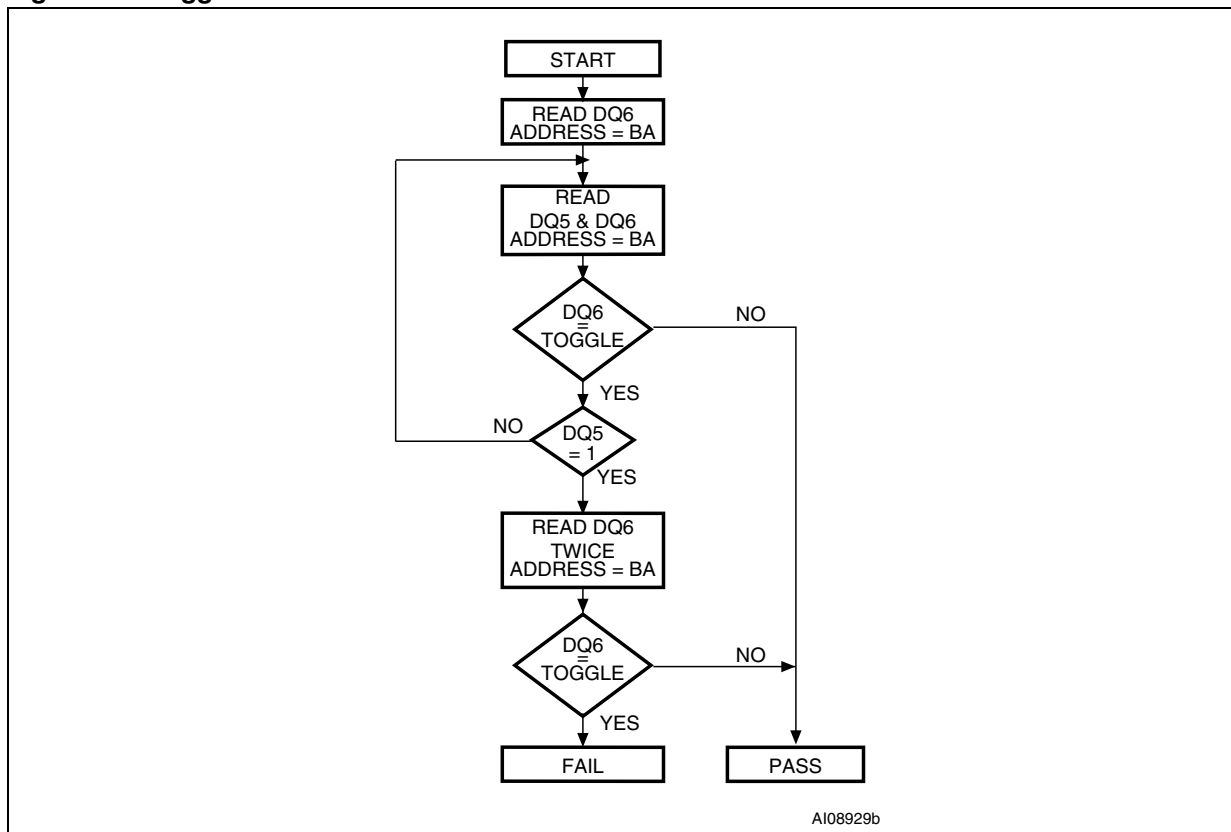 START
READ DQ6
ADDRESS = BA
READ
DQ5 & DQ6
ADDRESS = BA
DQ6
=
TOGGLE
NO
YES
NO
DQ5
= 1
YES
READ DQ6
TWICE
ADDRESS = BA
DQ6
=
TOGGLE
NO
YES
FAIL
PASS
AI08929b